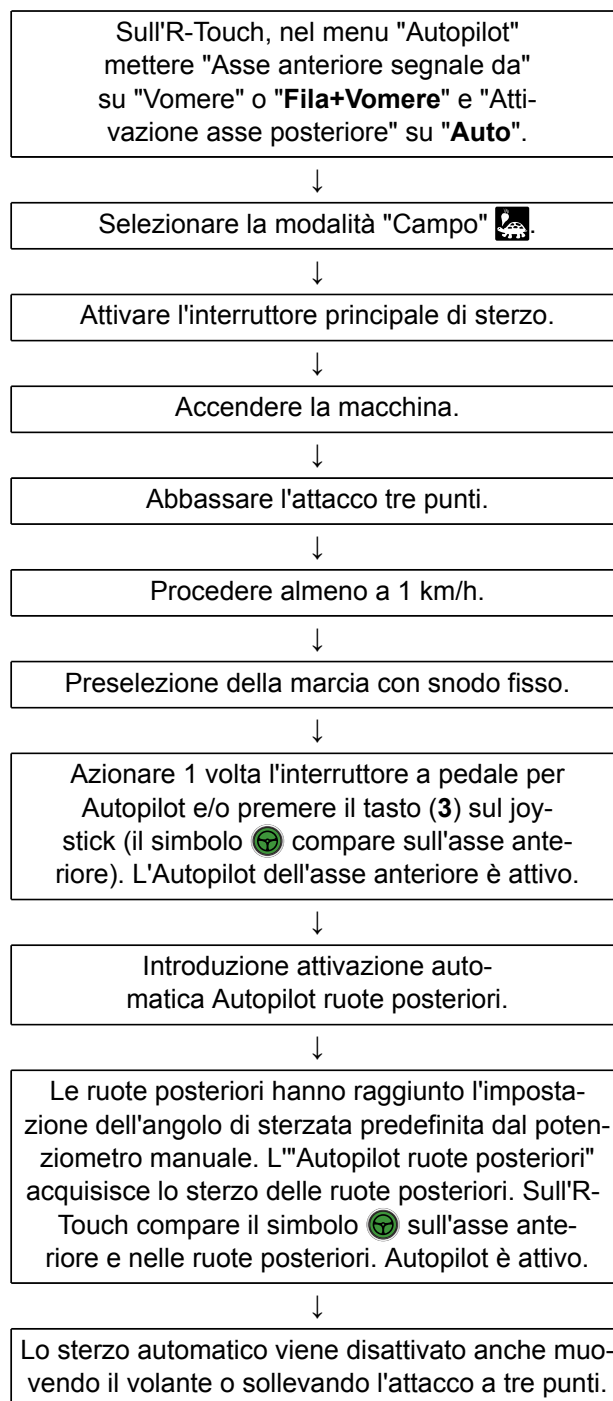 Sull'R-Touch, nel menu "Autopilot"
mettere "Asse anteriore segnale da"
su "Vomere" o "Fila+Vomere" e "Atti-
vazione asse posteriore" su "Auto".
↓
Selezionare la modalità "Campo" .
↓
Attivare l'interruttore principale di sterzo.
↓
Accendere la macchina.
↓
Abbassare l'attacco tre punti.
↓
Procedere almeno a 1 km/h.
↓
Preselezione della marcia con snodo fisso.
↓
Azionare 1 volta l'interruttore a pedale per
Autopilot e/o premere il tasto (3) sul joy-
stick (il simbolo compare sull'asse ante-
riore). L'Autopilot dell'asse anteriore è attivo.
↓
Introduzione attivazione auto-
matica Autopilot ruote posteriori.
↓
Le ruote posteriori hanno raggiunto l'imposta-
zione dell'angolo di sterzata predefinita dal poten-
ziometro manuale. L'"Autopilot ruote posteriori"
acquisisce lo sterzo delle ruote posteriori. Sull'R-
Touch compare il simbolo sull'asse ante-
riore e nelle ruote posteriori. Autopilot è attivo.
↓
Lo sterzo automatico viene disattivato anche muo-
vendo il volante o sollevando l'attacco a tre punti.